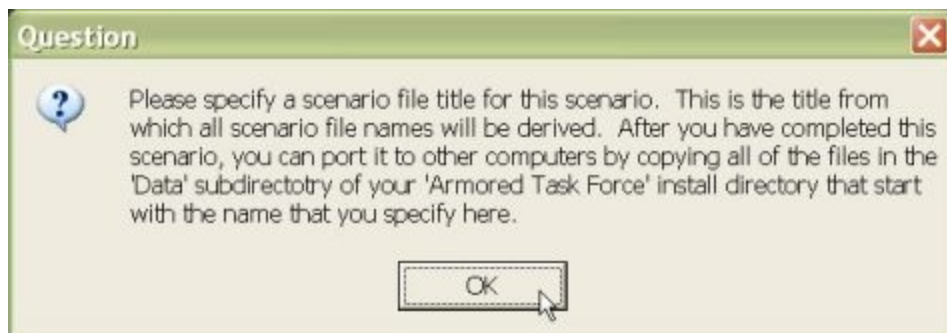 Question
Please specify a scenario file title for this scenario. This is the title from
which all scenario file names will be derived. After you have completed this
scenario, you can port it to other computers by copying all of the files in the
'Data' subdirectotry of your 'Armored Task Force' install directory that start
with the name that you specify here.
OK